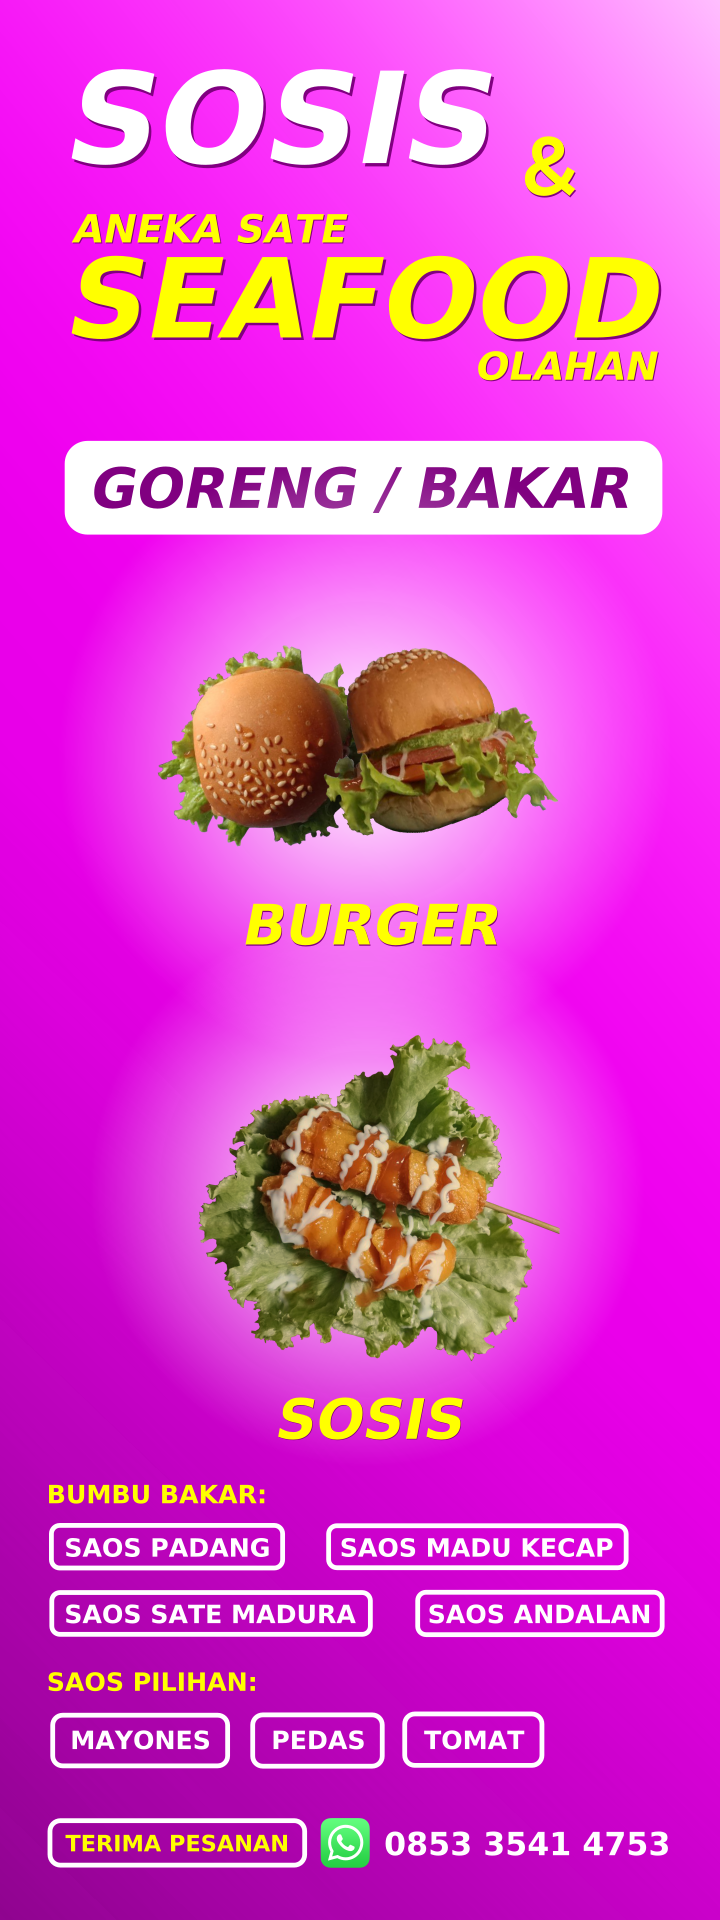 SOSIS
&
ANEKA SATE
SEAFOOD
OLAHAN
GORENG / BAKAR
BURGER
SOSIS
BUMBU BAKAR:
SAOS PADANG SAOS MADU KECAP
SAOS SATE MADURA SAOS ANDALAN
SAOS PILIHAN:
MAYONES PEDAS TOMAT
TERIMA PESANAN 0853 3541 4753